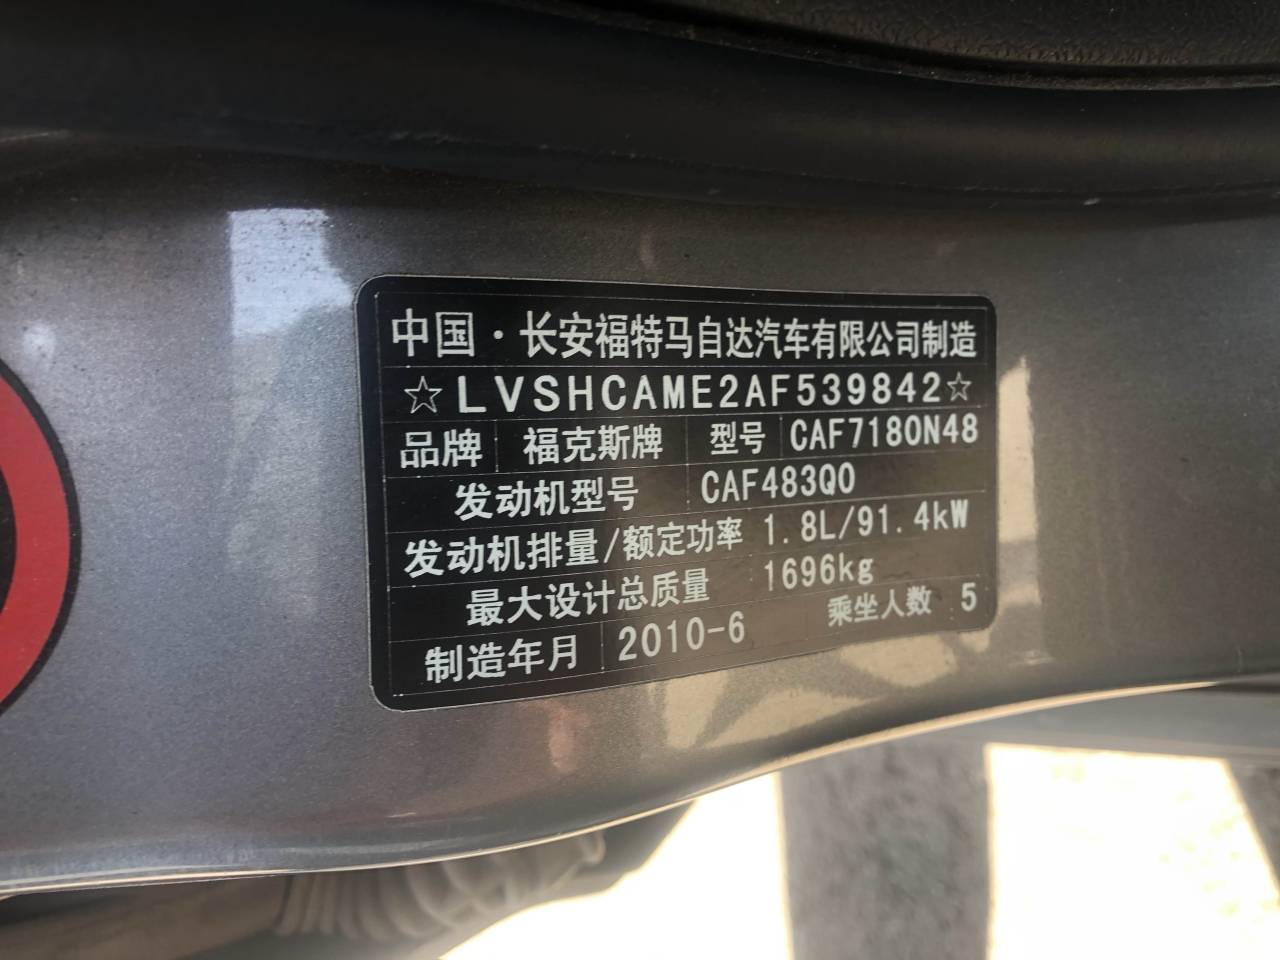 中国·长安福特马自达汽车有限公司制造
☆LVSHCAME2AF539842☆
品牌 福克斯牌 型号 CAF7180N48
发动机型号 CAF483Q0
发动机排量/额定功率 1.8L/91.4kW
最大设计总质量 1696kg
制造年月 2010-6 乘坐人数 5